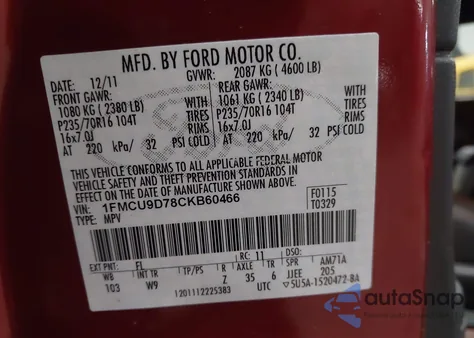 MFD. BY FORD MOTOR CO.
DATE: 12/11 GVWR: 2087 KG (4600 LB)
FRONT GAWR: REAR GAWR:
1080 KG (2380 LB) 1061 KG (2340 LB)
P235/70R16 104T TIRES P235/70R16 104T
16x7.0J RIMS 16x7.0J
AT 220 kPa/ 32 PSI COLD AT 220 kPa/ 32 PSI COLD
THIS VEHICLE CONFORMS TO ALL APPLICABLE FEDERAL MOTOR
VEHICLE SAFETY AND THEFT PREVENTION STANDARDS IN
EFFECT ON THE DATE OF MANUFACTURE SHOWN ABOVE.
VIN: 1FMCU9D78CKB60466 F0115
TYPE: MPV T0329
EXT PNT: FL RC: 11 DSO:
WB INT TR TP/PS R AXLE TR SPR AM71A
103 W9 Z 35 6 JJEE 205
1201112225383 UTC ▽5U5A-1520472-BA
autoSnap